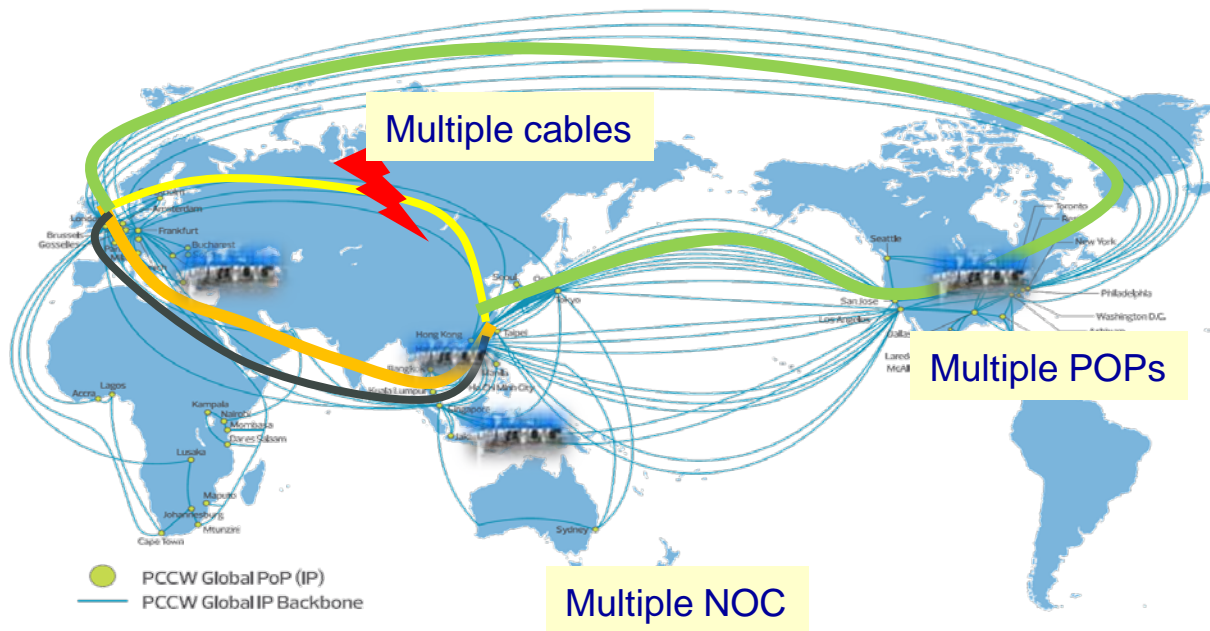 Multiple cables
Amsterdam
Brussels
Gosselies
Frankfurt
Bucharest
Toronto
New York
Seattle
Philadelphia
San Jose
Washington D.C.
Los Angeles
Seoul
Tokyo
Taipei
Hong Kong
Manila
Kuala Lumpur
Ho Chi Minh City
Singapore
Multiple POPs
Accra
Lagos
Kampala
Nairobi
Mombasa
Dar es Salaam
Lusaka
Maputo
Johannesburg
Mtunzini
Cape Town
Sydney
PCCW Global PoP (IP)
PCCW Global IP Backbone
Multiple NOC